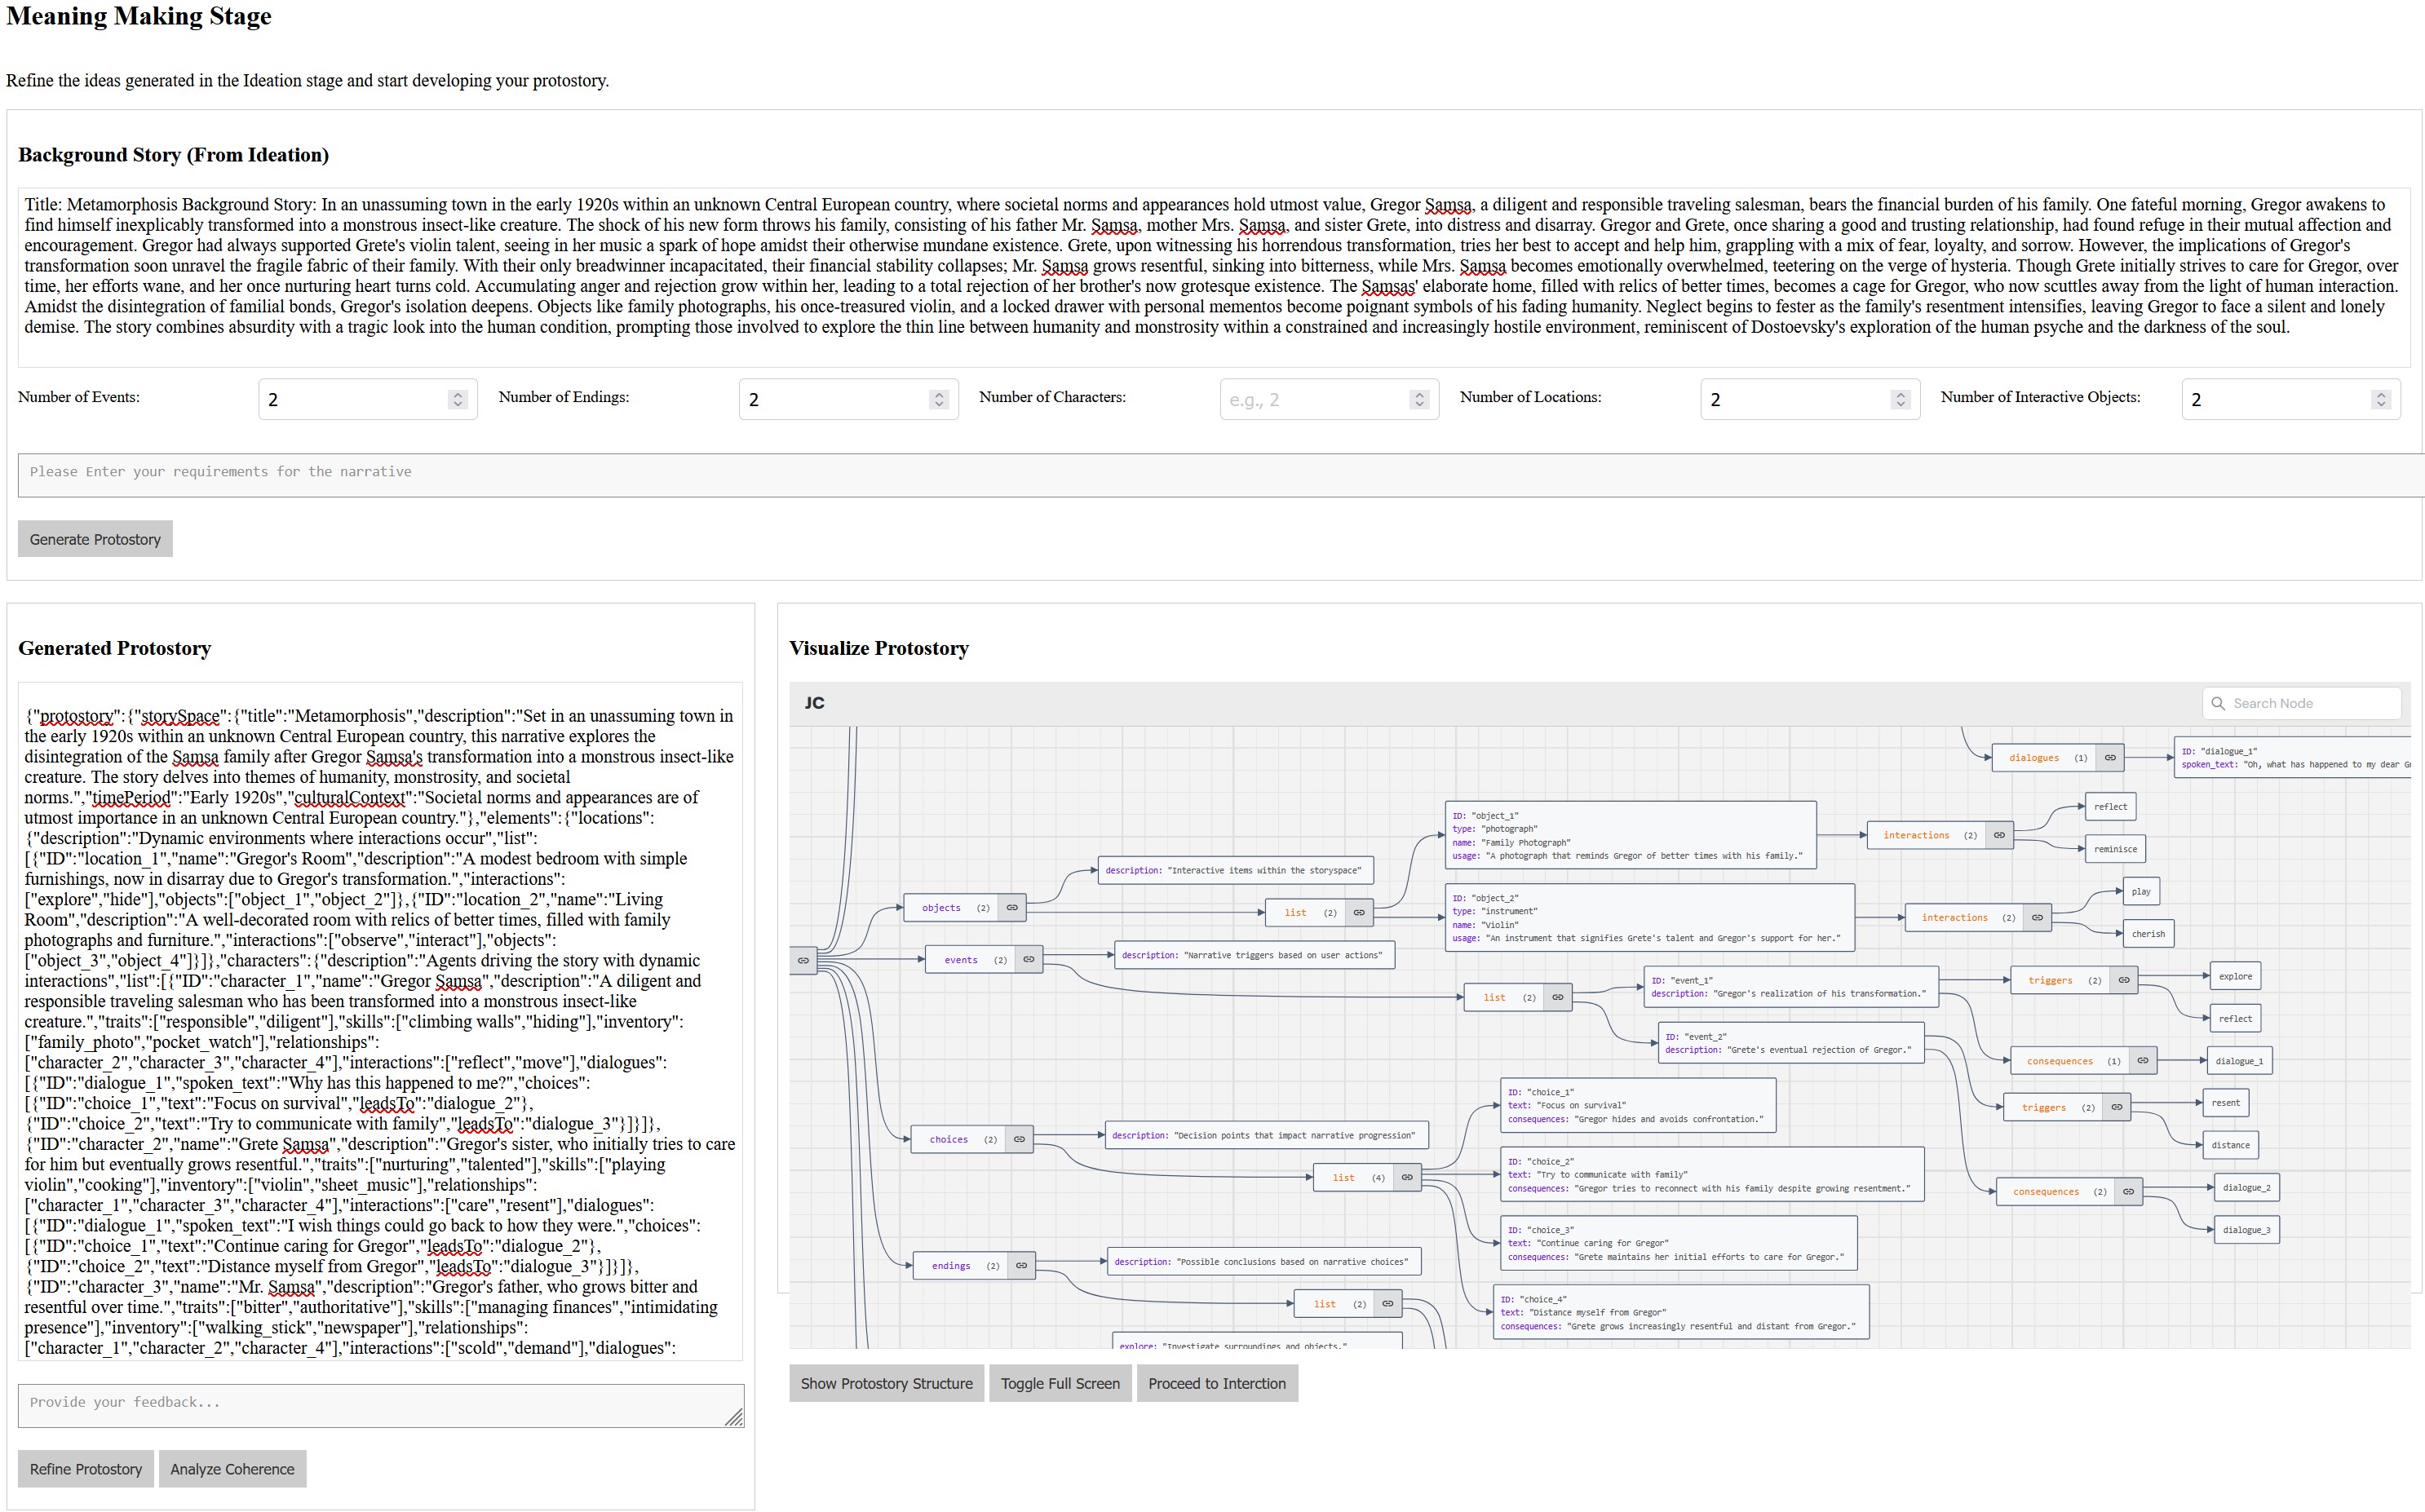 Meaning Making Stage
Refine the ideas generated in the Ideation stage and start developing your protostory.
Background Story (From Ideation)
Title: Metamorphosis Background Story: In an unassuming town in the early 1920s within an unknown Central European country, where societal norms and appearances hold utmost value, Gregor Samsa, a diligent and responsible traveling salesman, bears the financial burden of his family. One fateful morning, Gregor awakens to
find himself inexplicably transformed into a monstrous insect-like creature. The shock of his new form throws his family, consisting of his father Mr. Samsa, mother Mrs. Samsa, and sister Grete, into distress and disarray. Gregor and Grete, once sharing a good and trusting relationship, had found refuge in their mutual affection and
encouragement. Gregor had always supported Grete's violin talent, seeing in her music a spark of hope amidst their otherwise mundane existence. Grete, upon witnessing his horrendous transformation, tries her best to accept and help him, grappling with a mix of fear, loyalty, and sorrow. However, the implications of Gregor's
transformation soon unravel the fragile fabric of their family. With their only breadwinner incapacitated, their financial stability collapses; Mr. Samsa grows resentful, sinking into bitterness, while Mrs. Samsa becomes emotionally overwhelmed, teetering on the verge of hysteria. Though Grete initially strives to care for Gregor, over
time, her efforts wane, and her once nurturing heart turns cold. Accumulating anger and rejection grow within her, leading to a total rejection of her brother's now grotesque existence. The Samsas' elaborate home, filled with relics of better times, becomes a cage for Gregor, who now scuttles away from the light of human interaction.
Amidst the disintegration of familial bonds, Gregor's isolation deepens. Objects like family photographs, his once-treasured violin, and a locked drawer with personal mementos become poignant symbols of his fading humanity. Neglect begins to fester as the family's resentment intensifies, leaving Gregor to face a silent and lonely
demise. The story combines absurdity with a tragic look into the human condition, prompting those involved to explore the thin line between humanity and monstrosity within a constrained and increasingly hostile environment, reminiscent of Dostoevsky's exploration of the human psyche and the darkness of the soul.
Number of Events: 2 Number of Endings: 2 Number of Characters: e.g., 2 Number of Locations: 2 Number of Interactive Objects: 2
Please Enter your requirements for the narrative
Generate Protostory
Generated Protostory
{"protostory":{"storySpace":{"title":"Metamorphosis","description":"Set in an unassuming town in
the early 1920s within an unknown Central European country, this narrative explores the
disintegration of the Samsa family after Gregor Samsa's transformation into a monstrous insect-like
creature. The story delves into themes of humanity, monstrosity, and societal
norms.","timePeriod":"Early 1920s","culturalContext":"Societal norms and appearances are of
utmost importance in an unknown Central European country."},"elements":{"locations":
{"description":"Dynamic environments where interactions occur","list":
[{"ID":"location_1","name":"Gregor's Room","description":"A modest bedroom with simple
furnishings, now in disarray due to Gregor's transformation.","interactions":
["explore","hide"],"objects":["object_1","object_2"]},{"ID":"location_2","name":"Living
Room","description":"A well-decorated room with relics of better times, filled with family
photographs and furniture.","interactions":["observe","interact"],"objects":
["object_3","object_4"]}]},"characters":{"description":"Agents driving the story with dynamic
interactions","list":[{"ID":"character_1","name":"Gregor Samsa","description":"A diligent and
responsible traveling salesman who has been transformed into a monstrous insect-like
creature.","traits":["responsible","diligent"],"skills":["climbing walls","hiding"],"inventory":
["family_photo","pocket_watch"],"relationships":
["character_2","character_3","character_4"],"interactions":["reflect","move"],"dialogues":
[{"ID":"dialogue_1","spoken_text":"Why has this happened to me?","choices":
[{"ID":"choice_1","text":"Focus on survival","leadsTo":"dialogue_2"},
{"ID":"choice_2","text":"Try to communicate with family","leadsTo":"dialogue_3"}]}]},
{"ID":"character_2","name":"Grete Samsa","description":"Gregor's sister, who initially tries to care
for him but eventually grows resentful.","traits":["nurturing","talented"],"skills":["playing
violin","cooking"],"inventory":["violin","sheet_music"],"relationships":
["character_1","character_3","character_4"],"interactions":["care","resent"],"dialogues":
[{"ID":"dialogue_1","spoken_text":"I wish things could go back to how they were.","choices":
[{"ID":"choice_1","text":"Continue caring for Gregor","leadsTo":"dialogue_2"},
{"ID":"choice_2","text":"Distance myself from Gregor","leadsTo":"dialogue_3"}]}]},
{"ID":"character_3","name":"Mr. Samsa","description":"Gregor's father, who grows bitter and
resentful over time.","traits":["bitter","authoritative"],"skills":["managing finances","intimidating
presence"],"inventory":["walking_stick","newspaper"],"relationships":
["character_1","character_2","character_4"],"interactions":["scold","demand"],"dialogues":
Provide your feedback...
Refine Protostory Analyze Coherence
Visualize Protostory
JC
Search Node
dialogues (1)
ID: "dialogue_1"
spoken_text: "Oh, what has happened to my dear G
objects (2)
description: "Interactive items within the storyspace"
list (2)
ID: "object_1"
type: "photograph"
name: "Family Photograph"
usage: "A photograph that reminds Gregor of better times with his family."
interactions (2)
reflect
reminisce
ID: "object_2"
type: "instrument"
name: "Violin"
usage: "An instrument that signifies Grete's talent and Gregor's support for her."
interactions (2)
play
cherish
events (2)
description: "Narrative triggers based on user actions"
list (2)
ID: "event_1"
description: "Gregor's realization of his transformation."
triggers (2)
explore
reflect
consequences (1)
dialogue_1
ID: "event_2"
description: "Grete's eventual rejection of Gregor."
triggers (2)
resent
distance
consequences (2)
dialogue_2
dialogue_3
choices (2)
description: "Decision points that impact narrative progression"
list (4)
ID: "choice_1"
text: "Focus on survival"
consequences: "Gregor hides and avoids confrontation."
ID: "choice_2"
text: "Try to communicate with family"
consequences: "Gregor tries to reconnect with his family despite growing resentment."
ID: "choice_3"
text: "Continue caring for Gregor"
consequences: "Grete maintains her initial efforts to care for Gregor."
ID: "choice_4"
text: "Distance myself from Gregor"
consequences: "Grete grows increasingly resentful and distant from Gregor."
endings (2)
description: "Possible conclusions based on narrative choices"
list (2)
explore: "Investigate surroundings and objects."
Show Protostory Structure Toggle Full Screen Proceed to Interction